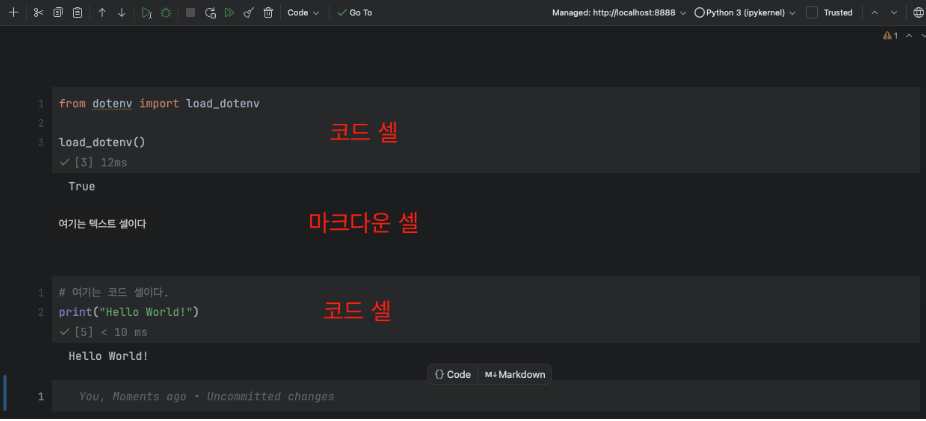 Code Go To Managed: http://localhost:8888 Python 3 (ipykernel) Trusted
1
1 from dotenv import load_dotenv
2
코드 셀
3 load_dotenv()
[3] 12ms
True
여기는 텍스트 셀이다
마크다운 셀
1 # 여기는 코드 셀이다.
2 print("Hello World!")
코드 셀
[5] < 10 ms
Hello World!
{} Code M↓ Markdown
1 You, Moments ago • Uncommitted changes